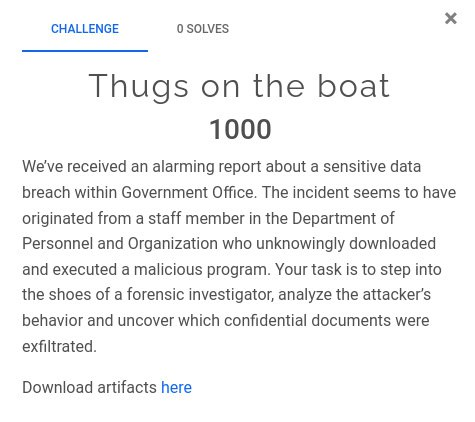 CHALLENGE
0 SOLVES
×
Thugs on the boat
1000
We’ve received an alarming report about a sensitive data
breach within Government Office. The incident seems to have
originated from a staff member in the Department of
Personnel and Organization who unknowingly downloaded
and executed a malicious program. Your task is to step into
the shoes of a forensic investigator, analyze the attacker’s
behavior and uncover which confidential documents were
exfiltrated.
Download artifacts here